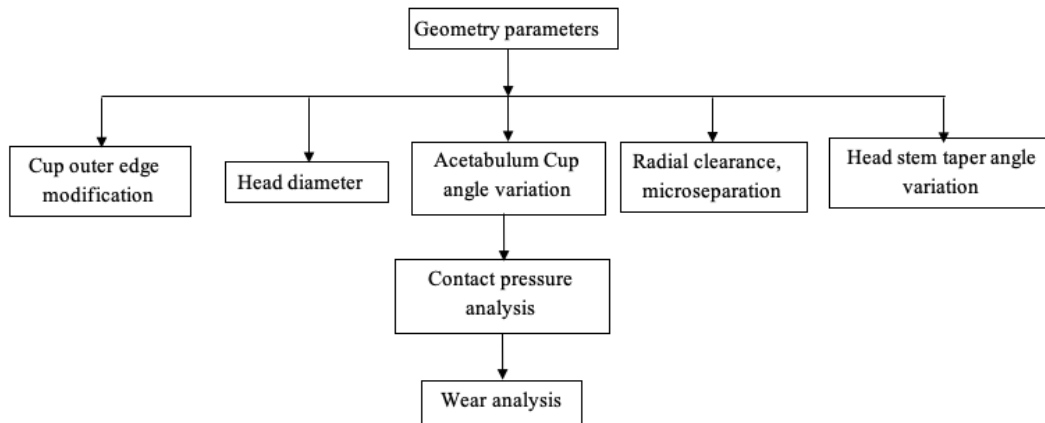 Geometry parameters
Cup outer edge
modification
Head diameter
Acetabulum Cup
angle variation
Radial clearance,
microseparation
Head stem taper angle
variation
Contact pressure
analysis
Wear analysis